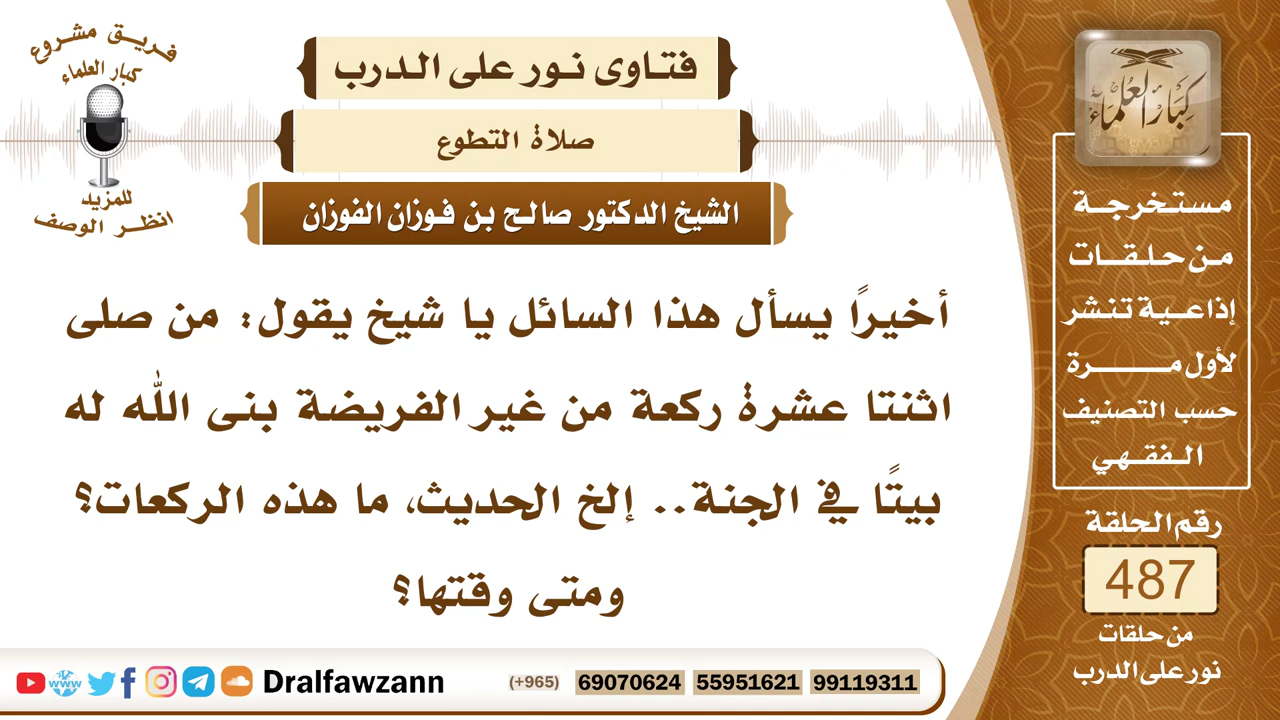 فريق مشروع
كبار العلماء
للمزيد
انظر الوصف
فتاوى نور على الدرب
صلاة التطوع
الشيخ الدكتور صالح بن فوزان الفوزان
أخيرًا يسأل هذا السائل يا شيخ يقول: من صلى
اثنتا عشرة ركعة من غير الفريضة بنى الله له
بيتًا في الجنة.. إلخ الحديث، ما هذه الركعات؟
ومتى وقتها؟
كبار العلماء
مستخرجة
من حلقات
إذاعية تنشر
لأول مرة
حسب التصنيف
الفقهي
رقم الحلقة
487
من حلقات
نور على الدرب
www Dralfawzann (+965) 69070624 55951621 99119311